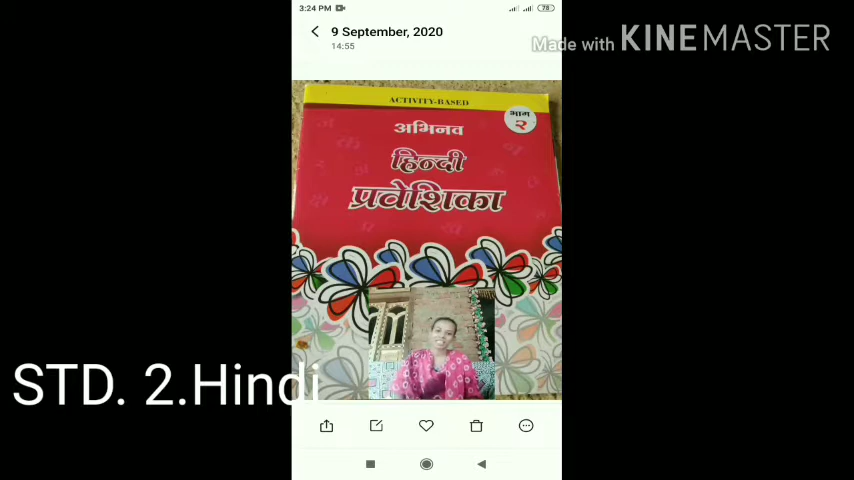 3:24 PM
78
9 September, 2020
14:55
Made with KINEMASTER
ACTIVITY-BASED
भाग
२
अभिनव
हिन्दी
प्रवेशिका
STD. 2.Hindi